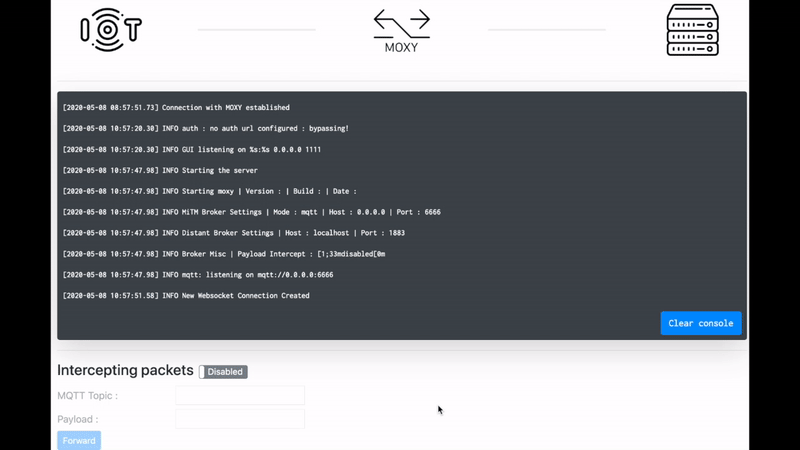 IOT
MOXY
[2020-05-08 08:57:51.73] Connection with MOXY established
[2020-05-08 10:57:20.30] INFO auth : no auth url configured : bypassing!
[2020-05-08 10:57:20.30] INFO GUI listening on %s:%s 0.0.0.0 1111
[2020-05-08 10:57:47.98] INFO Starting the server
[2020-05-08 10:57:47.98] INFO Starting moxy | Version : | Build : | Date :
[2020-05-08 10:57:47.98] INFO MiTM Broker Settings | Mode : mqtt | Host : 0.0.0.0 | Port : 6666
[2020-05-08 10:57:47.98] INFO Distant Broker Settings | Host : localhost | Port : 1883
[2020-05-08 10:57:47.98] INFO Broker Misc | Payload Intercept : [1;33mdisabled[0m
[2020-05-08 10:57:47.98] INFO mqtt: listening on mqtt://0.0.0.0:6666
[2020-05-08 10:57:51.58] INFO New Websocket Connection Created
Clear console
Intercepting packets Disabled
MQTT Topic :
Payload :
Forward